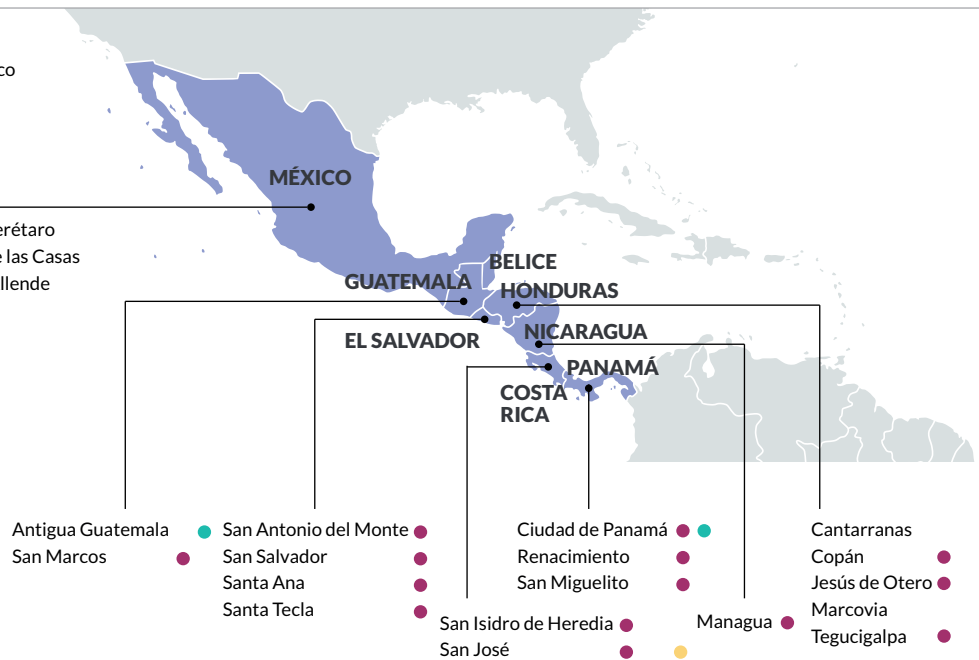 co
erétaro
e las Casas
llende
MÉXICO
BELICE
GUATEMALA
HONDURAS
EL SALVADOR
NICARAGUA
PANAMÁ
COSTA
RICA
Antigua Guatemala
San Marcos
San Antonio del Monte
San Salvador
Santa Ana
Santa Tecla
San Isidro de Heredia
San José
Ciudad de Panamá
Renacimiento
San Miguelito
Managua
Cantarranas
Copán
Jesús de Otero
Marcovia
Tegucigalpa